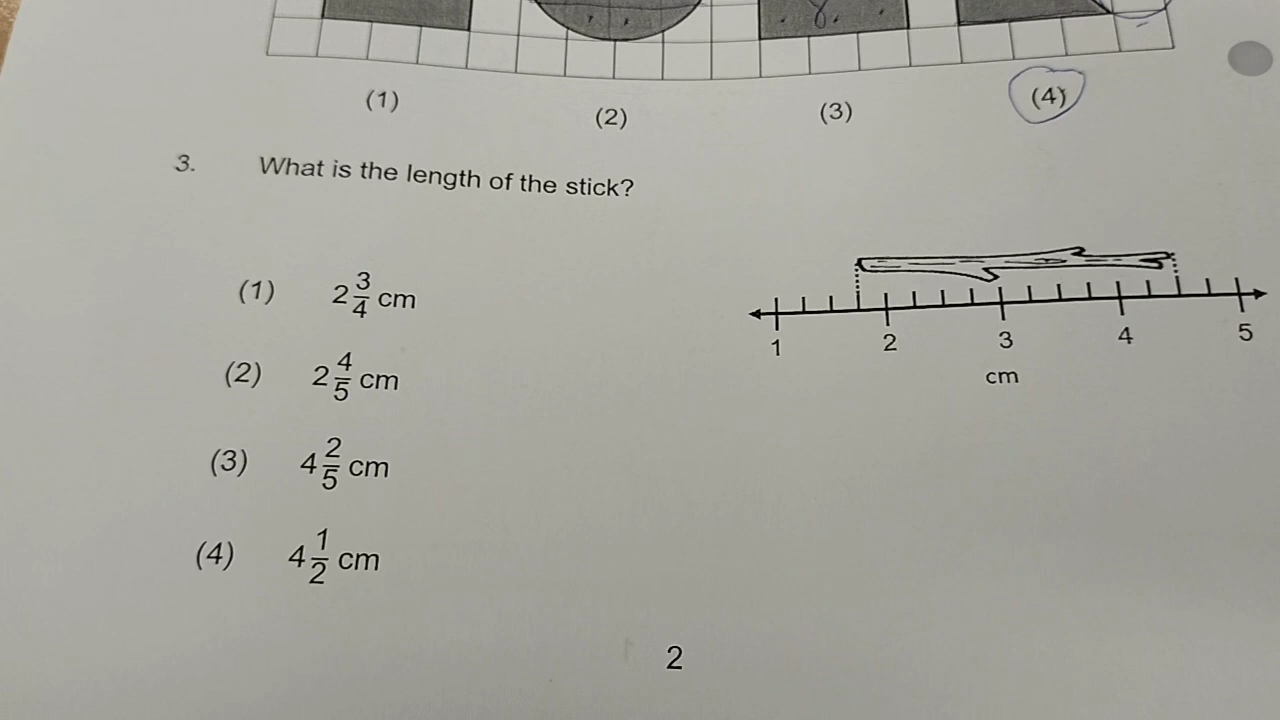 (1) (2) (3) (4)
3. What is the length of the stick?
(1) 2 3/4 cm
(2) 2 4/5 cm
(3) 4 2/5 cm
(4) 4 1/2 cm
1 2 3 4 5
cm
2